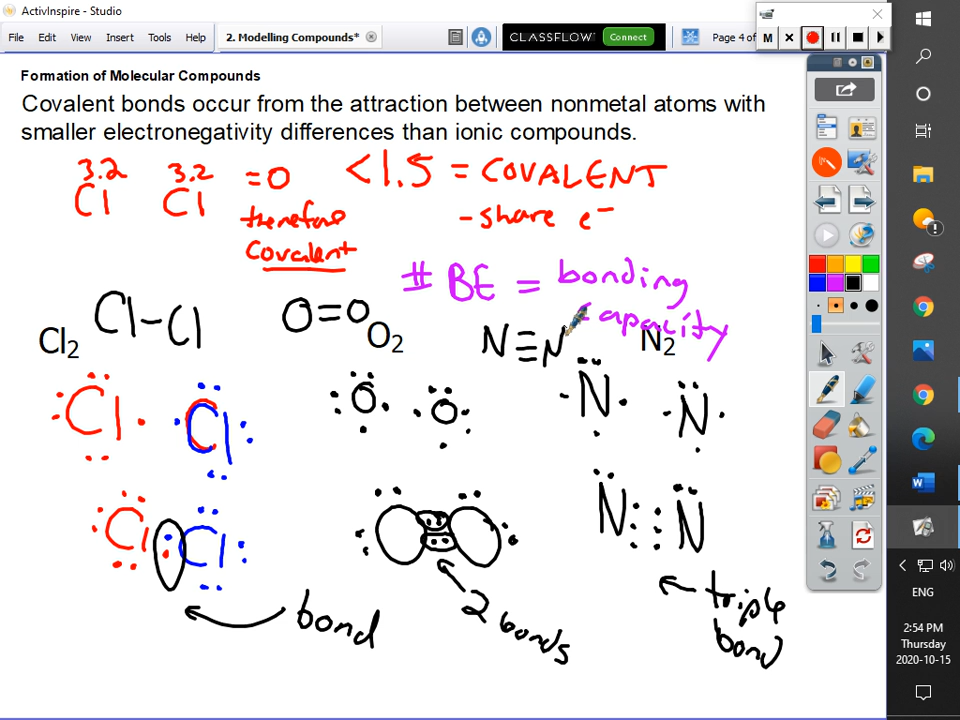 ActivInspire - Studio
File Edit View Insert Tools Help
2. Modelling Compounds*
CLASSFLOW Connect
Page 4 of
M
Formation of Molecular Compounds
Covalent bonds occur from the attraction between nonmetal atoms with
smaller electronegativity differences than ionic compounds.
3.2 3.2
Cl Cl = 0
therefore
Covalent
< 1.5 = COVALENT
- share e⁻
# BE = bonding
capacity
Cl2 Cl-Cl
O=O O2
N≡N N2
Cl Cl
O O
N N
Cl Cl
N N
bond
2 bonds
triple
bond
ENG
2:54 PM
Thursday
2020-10-15